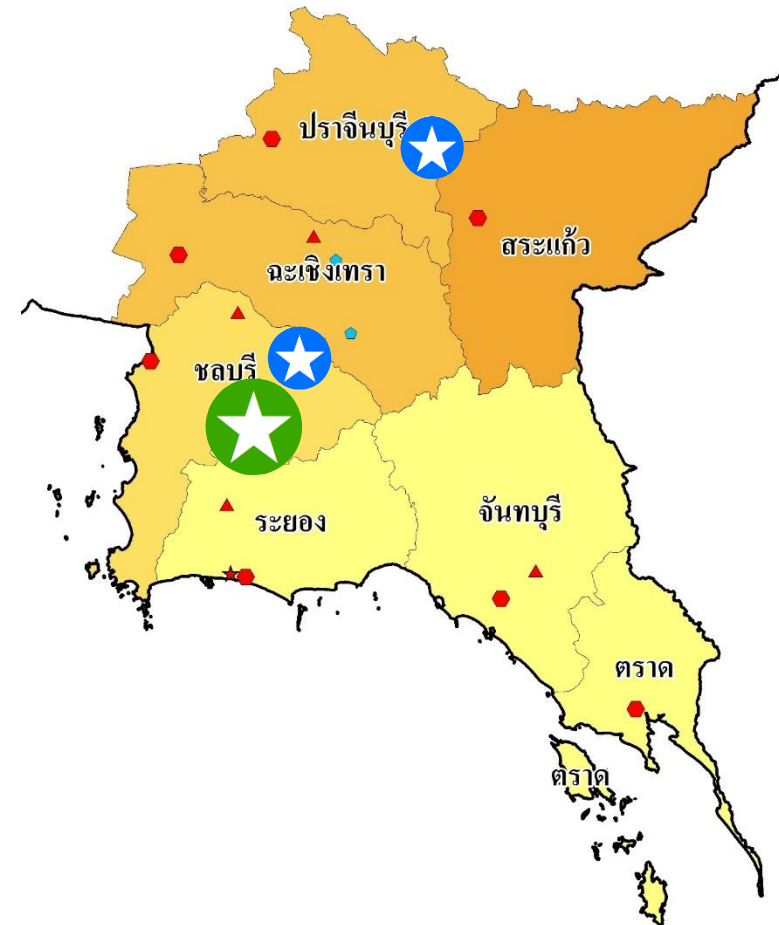 ปราจีนบุรี
สระแก้ว
ฉะเชิงเทรา
ชลบุรี
ระยอง
จันทบุรี
ตราด
ตราด